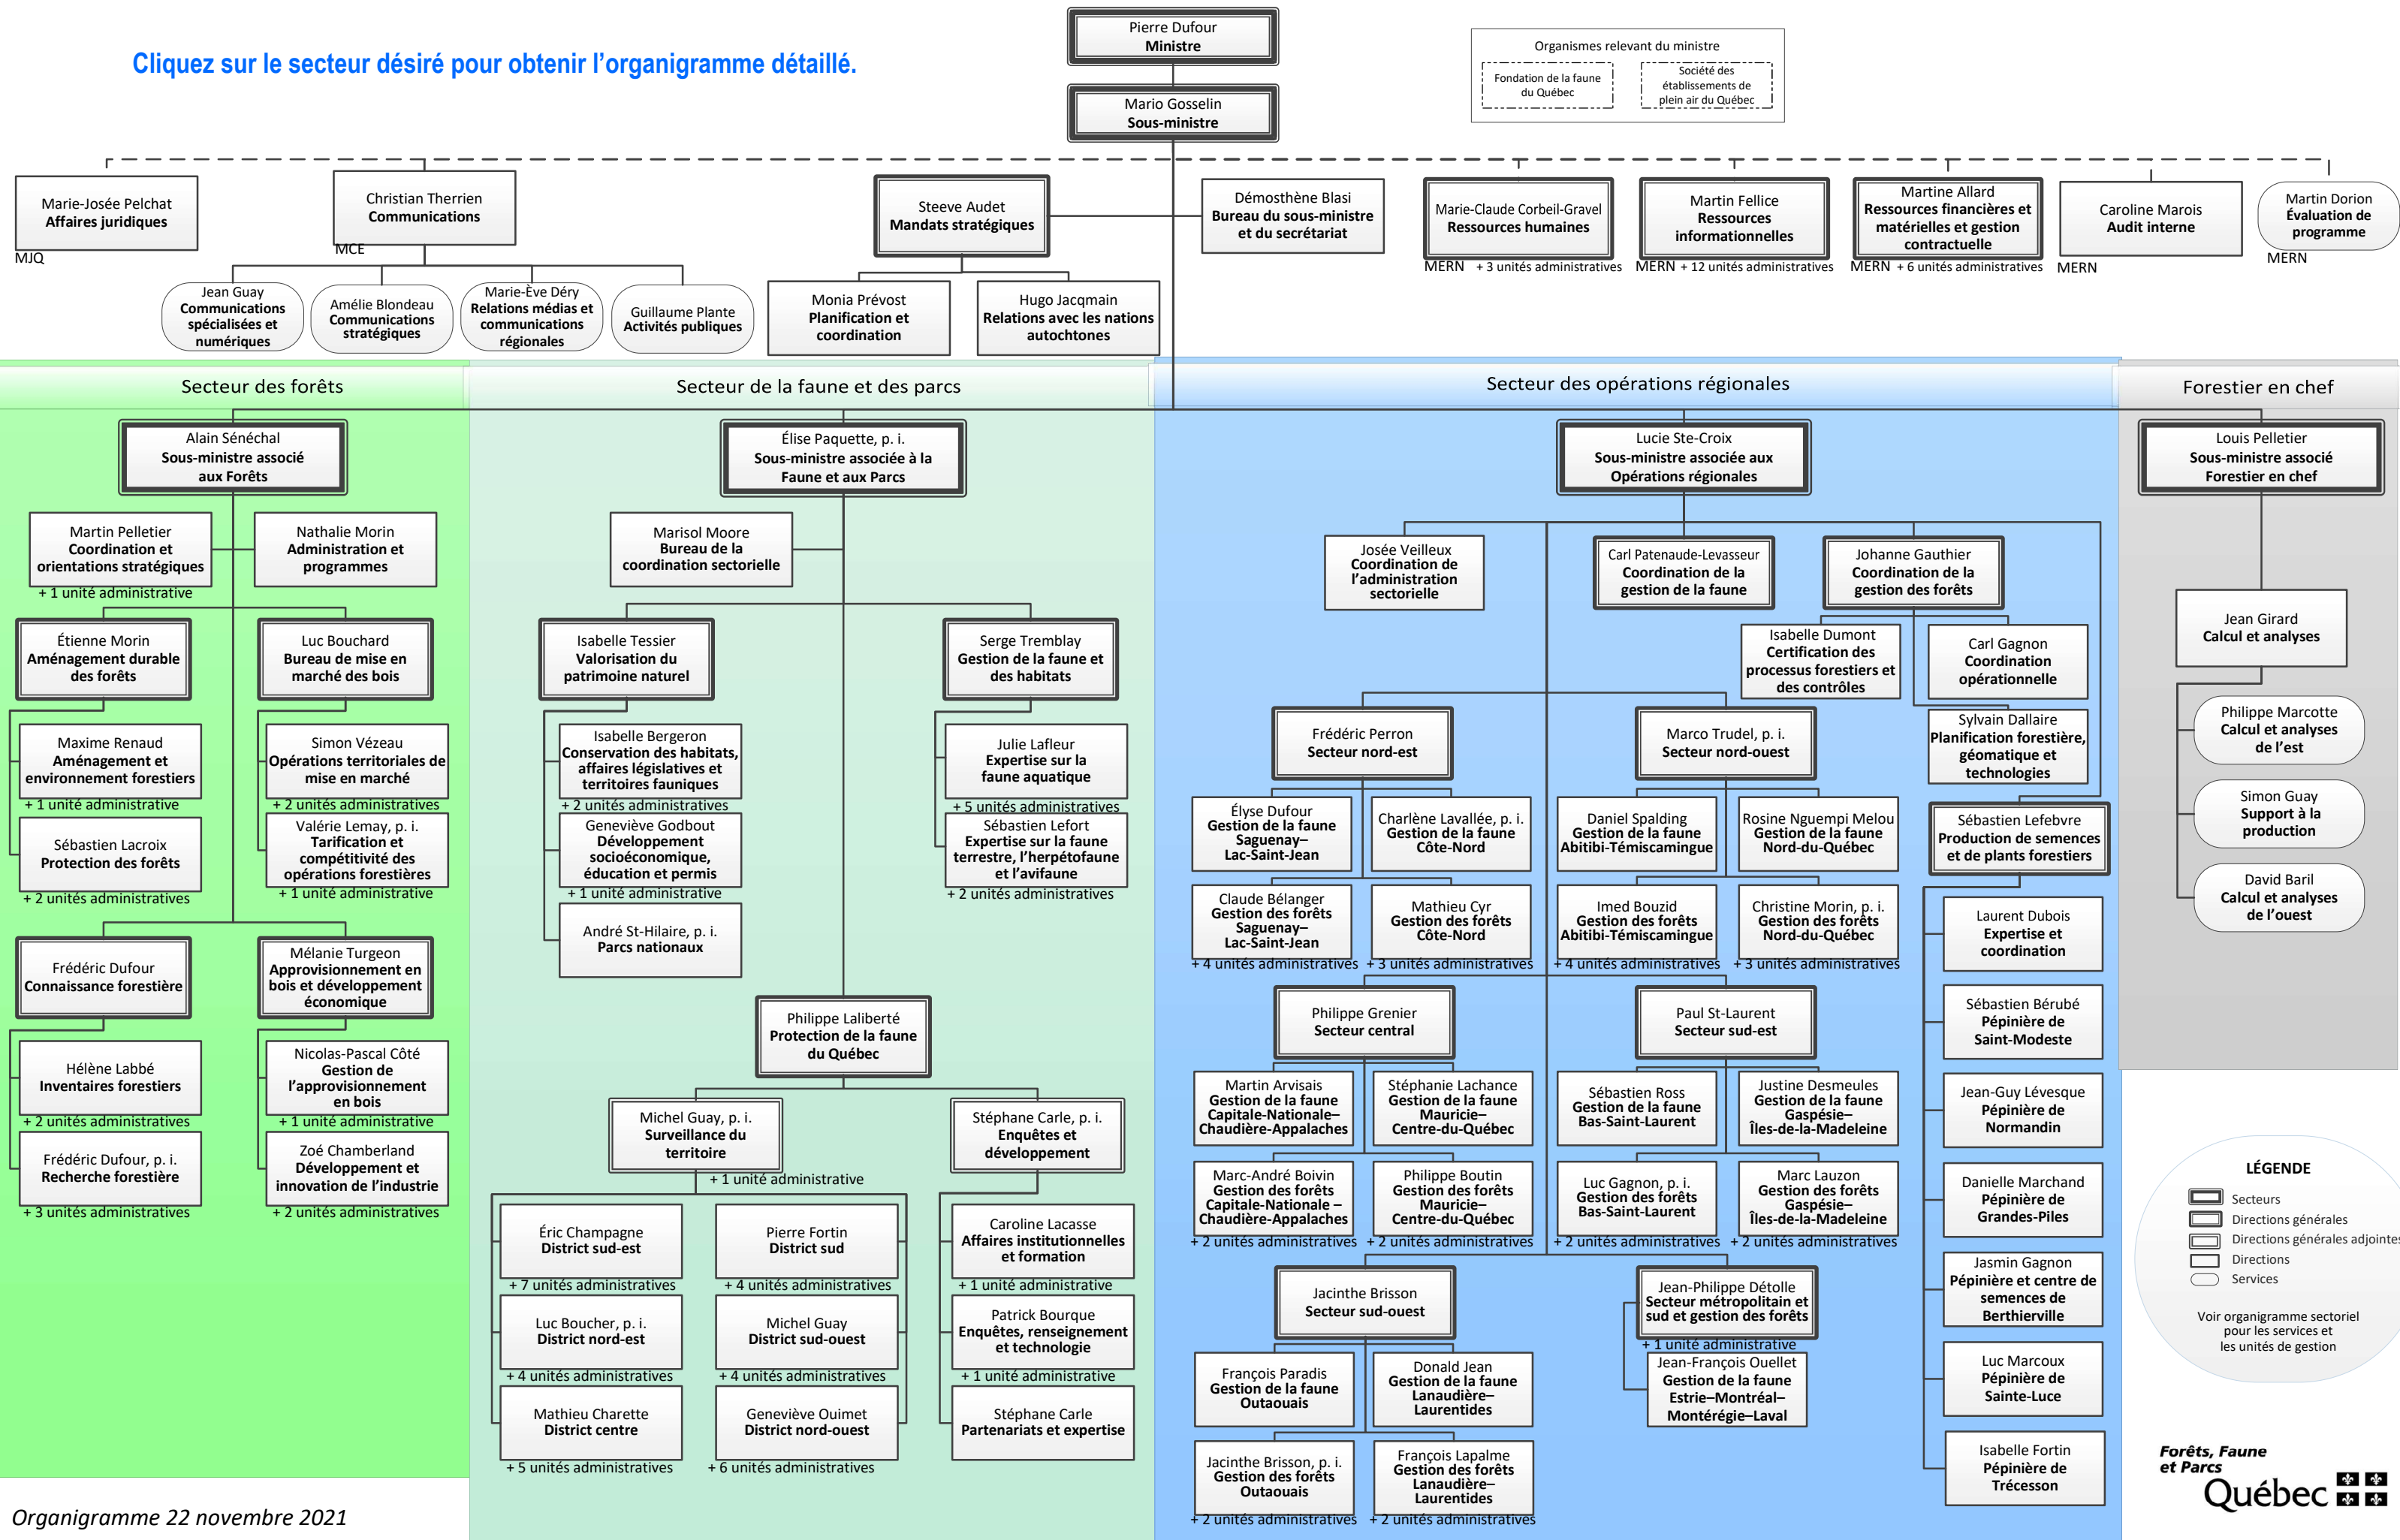 Cliquez sur le secteur désiré pour obtenir l’organigramme détaillé.
Pierre Dufour
Ministre
Mario Gosselin
Sous-ministre
Organismes relevant du ministre
Fondation de la faune
du Québec
Société des
établissements de
plein air du Québec
Marie-Josée Pelchat
Affaires juridiques
MJQ
Christian Therrien
Communications
MCE
Steeve Audet
Mandats stratégiques
Démosthène Blasi
Bureau du sous-ministre
et du secrétariat
Marie-Claude Corbeil-Gravel
Ressources humaines
MERN + 3 unités administratives
Martin Fellice
Ressources
informationnelles
MERN + 12 unités administratives
Martine Allard
Ressources financières et
matérielles et gestion
contractuelle
MERN + 6 unités administratives
Caroline Marois
Audit interne
MERN
Martin Dorion
Évaluation de
programme
MERN
Jean Guay
Communications
spécialisées et
numériques
Amélie Blondeau
Communications
stratégiques
Marie-Ève Déry
Relations médias et
communications
régionales
Guillaume Plante
Activités publiques
Monia Prévost
Planification et
coordination
Hugo Jacqmain
Relations avec les nations
autochtones
Secteur des forêts
Alain Sénéchal
Sous-ministre associé
aux Forêts
Martin Pelletier
Coordination et
orientations stratégiques
+ 1 unité administrative
Nathalie Morin
Administration et
programmes
Étienne Morin
Aménagement durable
des forêts
Luc Bouchard
Bureau de mise en
marché des bois
Maxime Renaud
Aménagement et
environnement forestiers
+ 1 unité administrative
Simon Vézeau
Opérations territoriales de
mise en marché
+ 2 unités administratives
Sébastien Lacroix
Protection des forêts
+ 2 unités administratives
Valérie Lemay, p. i.
Tarification et
compétitivité des
opérations forestières
+ 1 unité administrative
Frédéric Dufour
Connaissance forestière
Mélanie Turgeon
Approvisionnement en
bois et développement
économique
Hélène Labbé
Inventaires forestiers
+ 2 unités administratives
Nicolas-Pascal Côté
Gestion de
l’approvisionnement
en bois
+ 1 unité administrative
Frédéric Dufour, p. i.
Recherche forestière
+ 3 unités administratives
Zoé Chamberland
Développement et
innovation de l’industrie
+ 2 unités administratives
Secteur de la faune et des parcs
Élise Paquette, p. i.
Sous-ministre associée à la
Faune et aux Parcs
Marisol Moore
Bureau de la
coordination sectorielle
Isabelle Tessier
Valorisation du
patrimoine naturel
Serge Tremblay
Gestion de la faune et
des habitats
Isabelle Bergeron
Conservation des habitats,
affaires législatives et
territoires fauniques
+ 2 unités administratives
Julie Lafleur
Expertise sur la
faune aquatique
+ 5 unités administratives
Geneviève Godbout
Développement
socioéconomique,
éducation et permis
+ 1 unité administrative
Sébastien Lefort
Expertise sur la faune
terrestre, l’herpétofaune
et l’avifaune
+ 2 unités administratives
André St-Hilaire, p. i.
Parcs nationaux
Philippe Laliberté
Protection de la faune
du Québec
Michel Guay, p. i.
Surveillance du
territoire
+ 1 unité administrative
Stéphane Carle, p. i.
Enquêtes et
développement
Éric Champagne
District sud-est
+ 7 unités administratives
Pierre Fortin
District sud
+ 4 unités administratives
Caroline Lacasse
Affaires institutionnelles
et formation
+ 1 unité administrative
Luc Boucher, p. i.
District nord-est
+ 4 unités administratives
Michel Guay
District sud-ouest
+ 4 unités administratives
Patrick Bourque
Enquêtes, renseignement
et technologie
+ 1 unité administrative
Mathieu Charette
District centre
+ 5 unités administratives
Geneviève Ouimet
District nord-ouest
+ 6 unités administratives
Stéphane Carle
Partenariats et expertise
Secteur des opérations régionales
Lucie Ste-Croix
Sous-ministre associée aux
Opérations régionales
Josée Veilleux
Coordination de
l’administration
sectorielle
Carl Patenaude-Levasseur
Coordination de la
gestion de la faune
Johanne Gauthier
Coordination de la
gestion des forêts
Isabelle Dumont
Certification des
processus forestiers et
des contrôles
Carl Gagnon
Coordination
opérationnelle
Sylvain Dallaire
Planification forestière,
géomatique et
technologies
Frédéric Perron
Secteur nord-est
Marco Trudel, p. i.
Secteur nord-ouest
Élyse Dufour
Gestion de la faune
Saguenay–
Lac-Saint-Jean
Charlène Lavallée, p. i.
Gestion de la faune
Côte-Nord
Daniel Spalding
Gestion de la faune
Abitibi-Témiscamingue
Rosine Nguempi Melou
Gestion de la faune
Nord-du-Québec
Claude Bélanger
Gestion des forêts
Saguenay–
Lac-Saint-Jean
+ 4 unités administratives
Mathieu Cyr
Gestion des forêts
Côte-Nord
+ 3 unités administratives
Imed Bouzid
Gestion des forêts
Abitibi-Témiscamingue
+ 4 unités administratives
Christine Morin, p. i.
Gestion des forêts
Nord-du-Québec
+ 3 unités administratives
Philippe Grenier
Secteur central
Paul St-Laurent
Secteur sud-est
Martin Arvisais
Gestion de la faune
Capitale-Nationale–
Chaudière-Appalaches
Stéphanie Lachance
Gestion de la faune
Mauricie–
Centre-du-Québec
Sébastien Ross
Gestion de la faune
Bas-Saint-Laurent
Justine Desmeules
Gestion de la faune
Gaspésie–
Îles-de-la-Madeleine
Marc-André Boivin
Gestion des forêts
Capitale-Nationale –
Chaudière-Appalaches
+ 2 unités administratives
Philippe Boutin
Gestion des forêts
Mauricie–
Centre-du-Québec
+ 2 unités administratives
Luc Gagnon, p. i.
Gestion des forêts
Bas-Saint-Laurent
+ 2 unités administratives
Marc Lauzon
Gestion des forêts
Gaspésie–
Îles-de-la-Madeleine
+ 2 unités administratives
Jacinthe Brisson
Secteur sud-ouest
Jean-Philippe Détolle
Secteur métropolitain et
sud et gestion des forêts
+ 1 unité administrative
François Paradis
Gestion de la faune
Outaouais
Donald Jean
Gestion de la faune
Lanaudière–
Laurentides
Jean-François Ouellet
Gestion de la faune
Estrie–Montréal–
Montérégie–Laval
Jacinthe Brisson, p. i.
Gestion des forêts
Outaouais
+ 2 unités administratives
François Lapalme
Gestion des forêts
Lanaudière–
Laurentides
+ 2 unités administratives
Sébastien Lefebvre
Production de semences
et de plants forestiers
Laurent Dubois
Expertise et
coordination
Sébastien Bérubé
Pépinière de
Saint-Modeste
Jean-Guy Lévesque
Pépinière de
Normandin
Danielle Marchand
Pépinière de
Grandes-Piles
Jasmin Gagnon
Pépinière et centre de
semences de
Berthierville
Luc Marcoux
Pépinière de
Sainte-Luce
Isabelle Fortin
Pépinière de
Trécesson
Forestier en chef
Louis Pelletier
Sous-ministre associé
Forestier en chef
Jean Girard
Calcul et analyses
Philippe Marcotte
Calcul et analyses
de l’est
Simon Guay
Support à la
production
David Baril
Calcul et analyses
de l’ouest
LÉGENDE
Secteurs
Directions générales
Directions générales adjointes
Directions
Services
Voir organigramme sectoriel
pour les services et
les unités de gestion
Organigramme 22 novembre 2021
Forêts, Faune
et Parcs
Québec